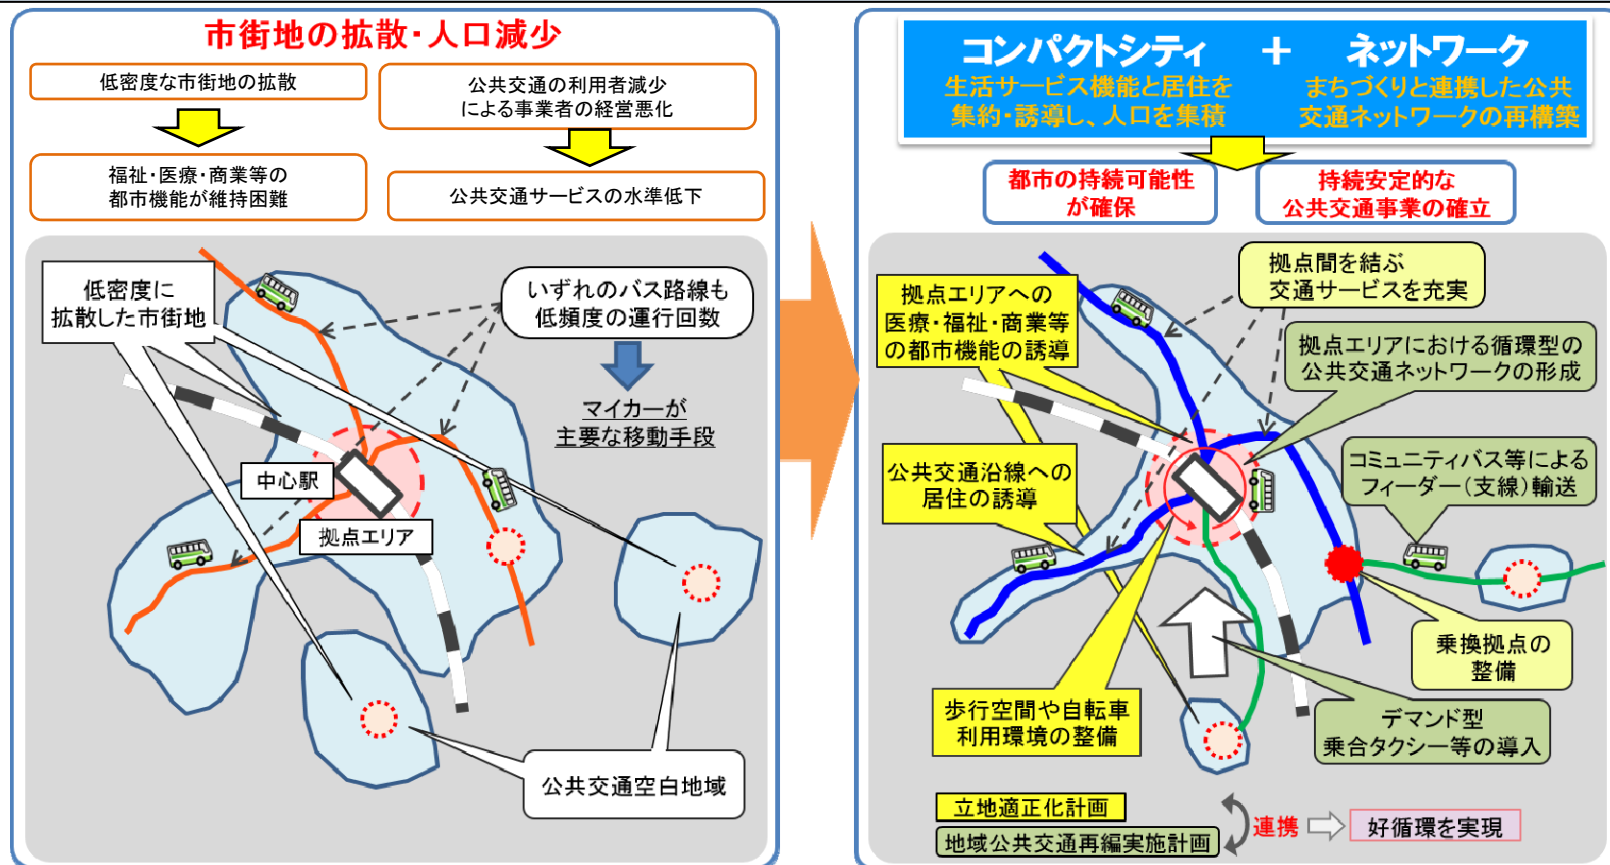 市街地の拡散・人口減少
低密度な市街地の拡散
公共交通の利用者減少
による事業者の経営悪化
福祉・医療・商業等の
都市機能が維持困難
公共交通サービスの水準低下
低密度に
拡散した市街地
いずれのバス路線も
低頻度の運行回数
マイカーが
主要な移動手段
中心駅
拠点エリア
公共交通空白地域
コンパクトシティ + ネットワーク
生活サービス機能と居住を
集約・誘導し、人口を集積
まちづくりと連携した公共
交通ネットワークの再構築
都市の持続可能性
が確保
持続安定的な
公共交通事業の確立
拠点エリアへの
医療・福祉・商業等
の都市機能の誘導
拠点間を結ぶ
交通サービスを充実
拠点エリアにおける循環型の
公共交通ネットワークの形成
公共交通沿線への
居住の誘導
コミュニティバス等による
フィーダー(支線)輸送
乗換拠点の
整備
歩行空間や自転車
利用環境の整備
デマンド型
乗合タクシー等の導入
立地適正化計画
地域公共交通再編実施計画
連携
好循環を実現